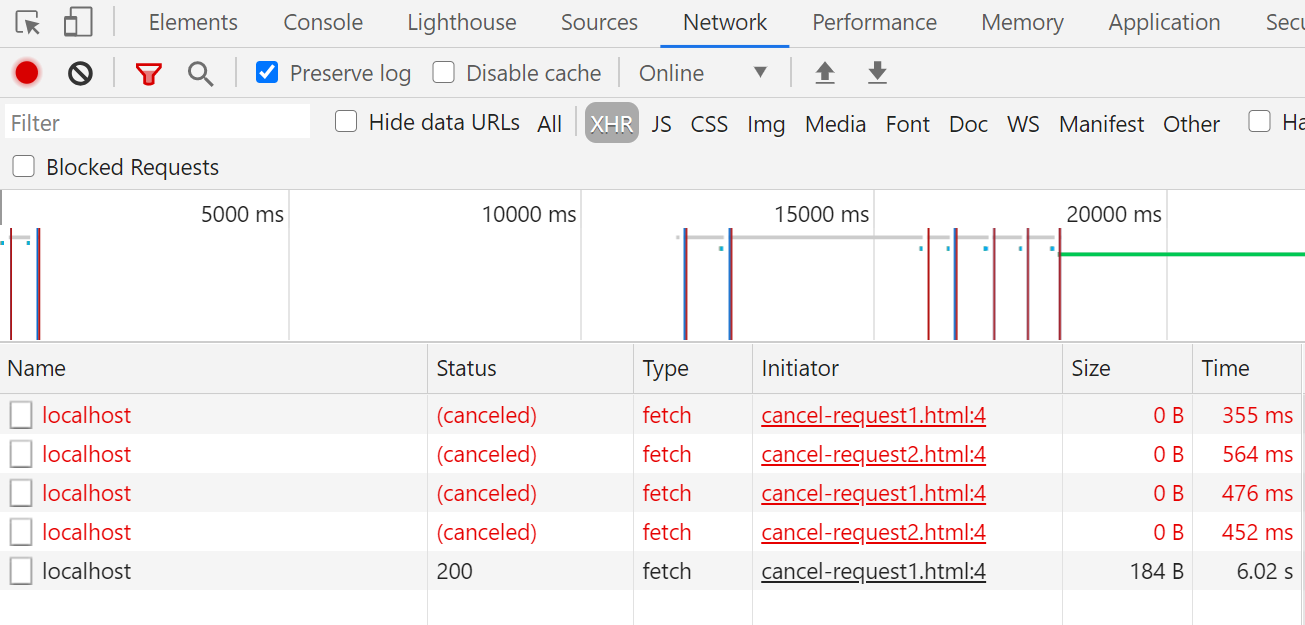 Elements Console Lighthouse Sources Network Performance Memory Application Secu
Preserve log Disable cache Online
Filter Hide data URLs All XHR JS CSS Img Media Font Doc WS Manifest Other Ha
Blocked Requests
5000 ms 10000 ms 15000 ms 20000 ms
Name Status Type Initiator Size Time
localhost (canceled) fetch cancel-request1.html:4 0 B 355 ms
localhost (canceled) fetch cancel-request2.html:4 0 B 564 ms
localhost (canceled) fetch cancel-request1.html:4 0 B 476 ms
localhost (canceled) fetch cancel-request2.html:4 0 B 452 ms
localhost 200 fetch cancel-request1.html:4 184 B 6.02 s